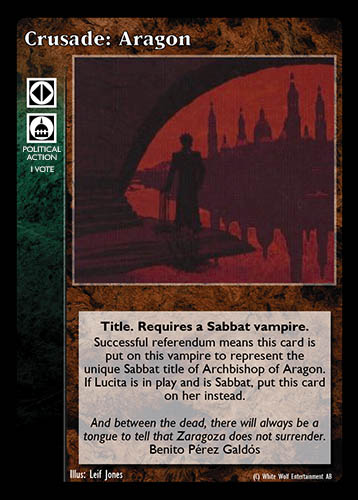 Crusade: Aragon
POLITICAL
ACTION
1 VOTE
Title. Requires a Sabbat vampire.
Successful referendum means this card is
put on this vampire to represent the
unique Sabbat title of Archbishop of Aragon.
If Lucita is in play and is Sabbat, put this card
on her instead.
And between the dead, there will always be a
tongue to tell that Zaragoza does not surrender.
Benito Pérez Galdós
Illus: Leif Jones
(C) White Wolf Entertainment AB